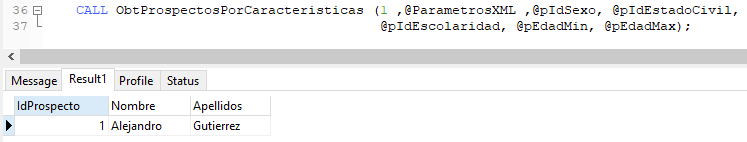 36 CALL ObtProspectosPorCaracteristicas (1 ,@ParametrosXML ,@pIdSexo, @pIdEstadoCivil,
37 @pIdEscolaridad, @pEdadMin, @pEdadMax);
Message Result1 Profile Status
IdProspecto Nombre Apellidos
1 Alejandro Gutierrez